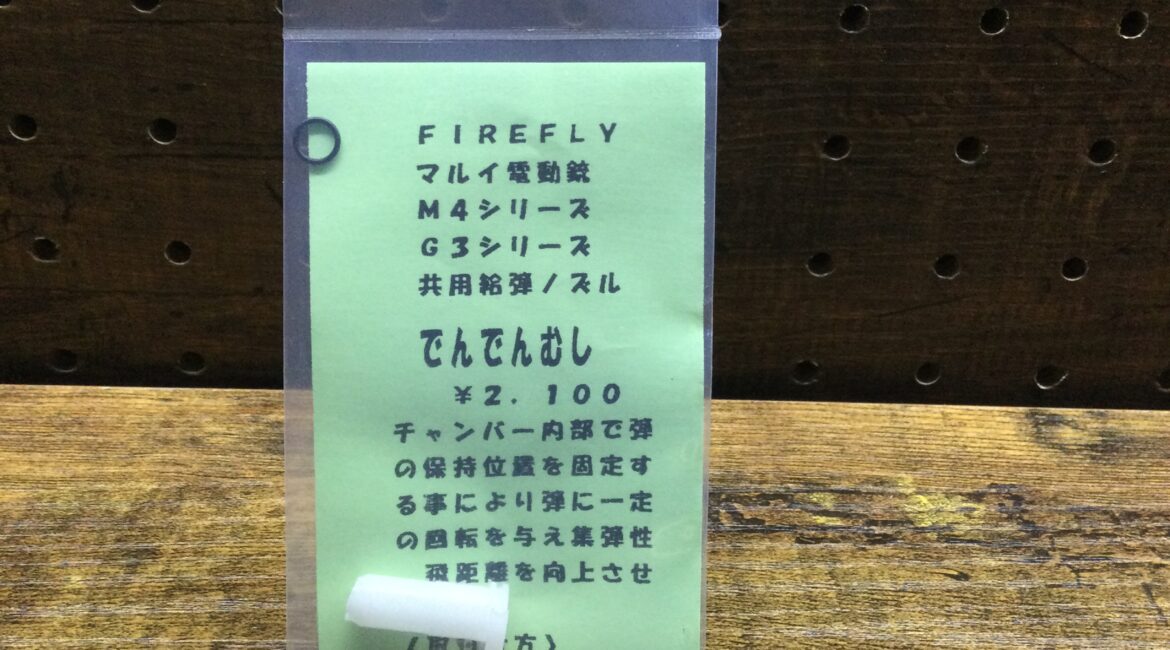 FIREFLY
マルイ電動銃
M4シリーズ
G3シリーズ
共用給弾ノズル
でんでんむし
¥2.100
チャンバー内部で弾
の保持位置を固定す
る事により弾に一定
の回転を与え集弾性
飛距離を向上させ
方)